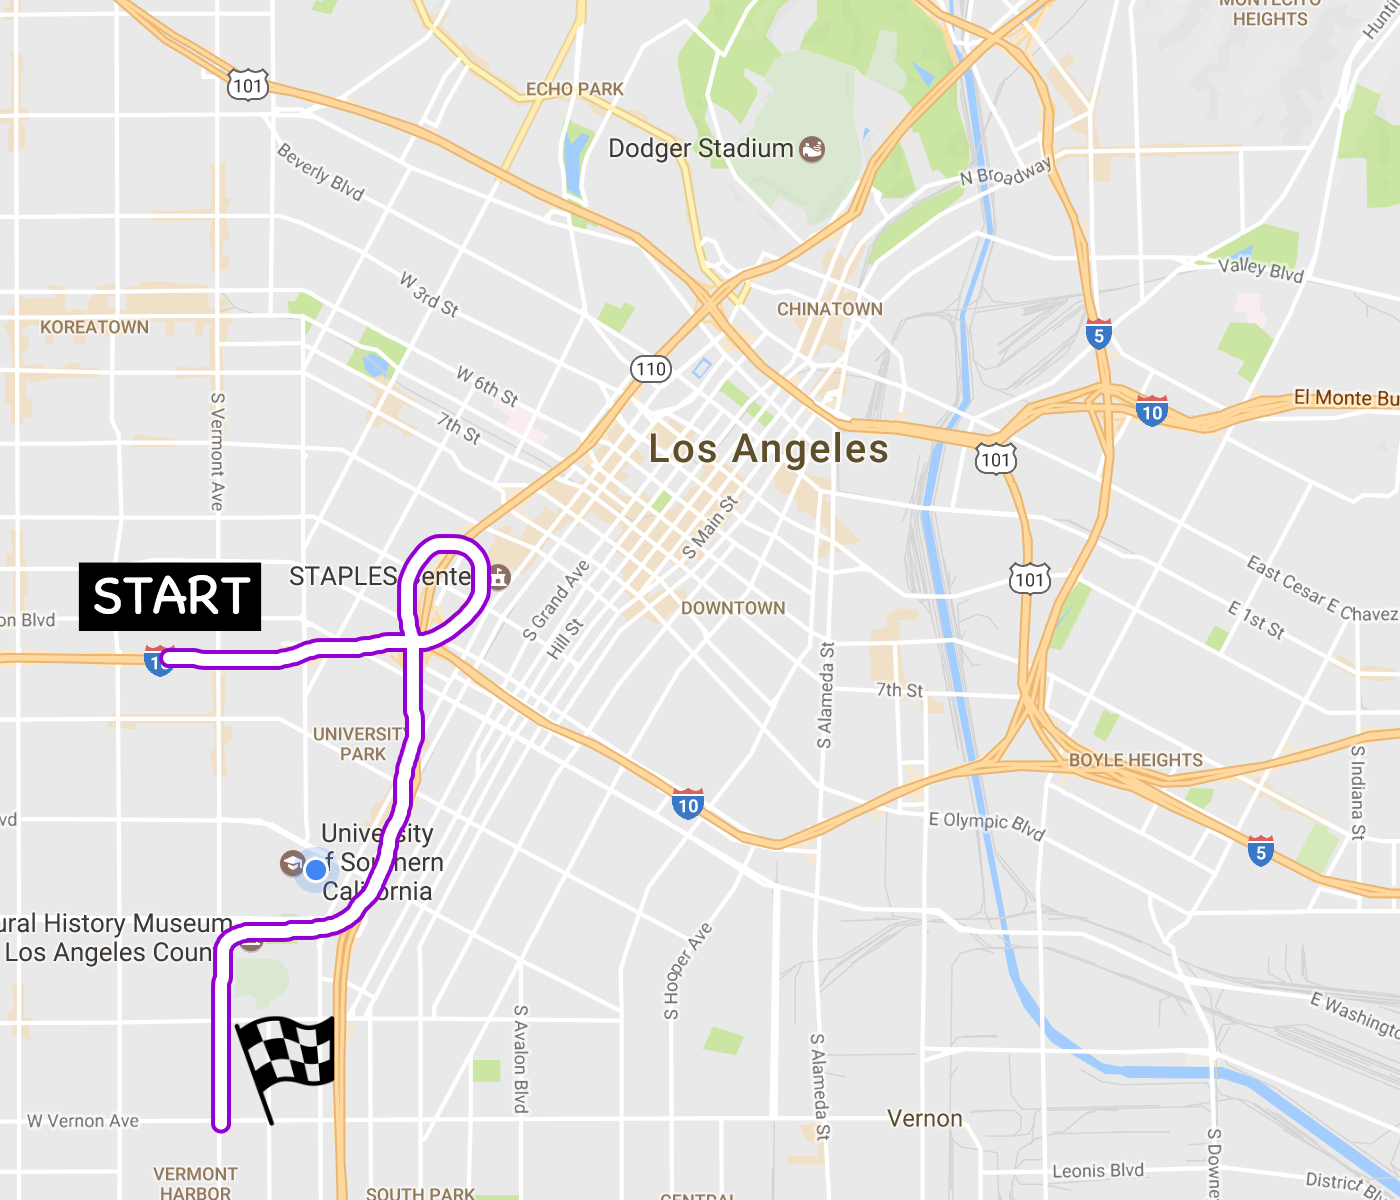 MONTECITO
HEIGHTS
101
ECHO PARK
Dodger Stadium
Beverly Blvd
N Broadway
Valley Blvd
W 3rd St
CHINATOWN
KOREATOWN
5
110
W 6th St
El Monte Bu
10
S Vermont Ave
7th St
Los Angeles
101
S Main St
STAPLES
START
S Grand Ave
101
East Cesar E Chavez
DOWNTOWN
E 1st St
on Blvd
Hill St
S Alameda St
7th St
UNIVERSITY
PARK
BOYLE HEIGHTS
S Indiana St
10
vd
E Olympic Blvd
University
of Southern
California
5
ural History Museum
Los Angeles Coun
S Hooper Ave
E Washingto
S Avalon Blvd
S Alameda St
W Vernon Ave
Vernon
S Downe
VERMONT
HARBOR
Leonis Blvd
District B
SOUTH PARK
CENTRAL